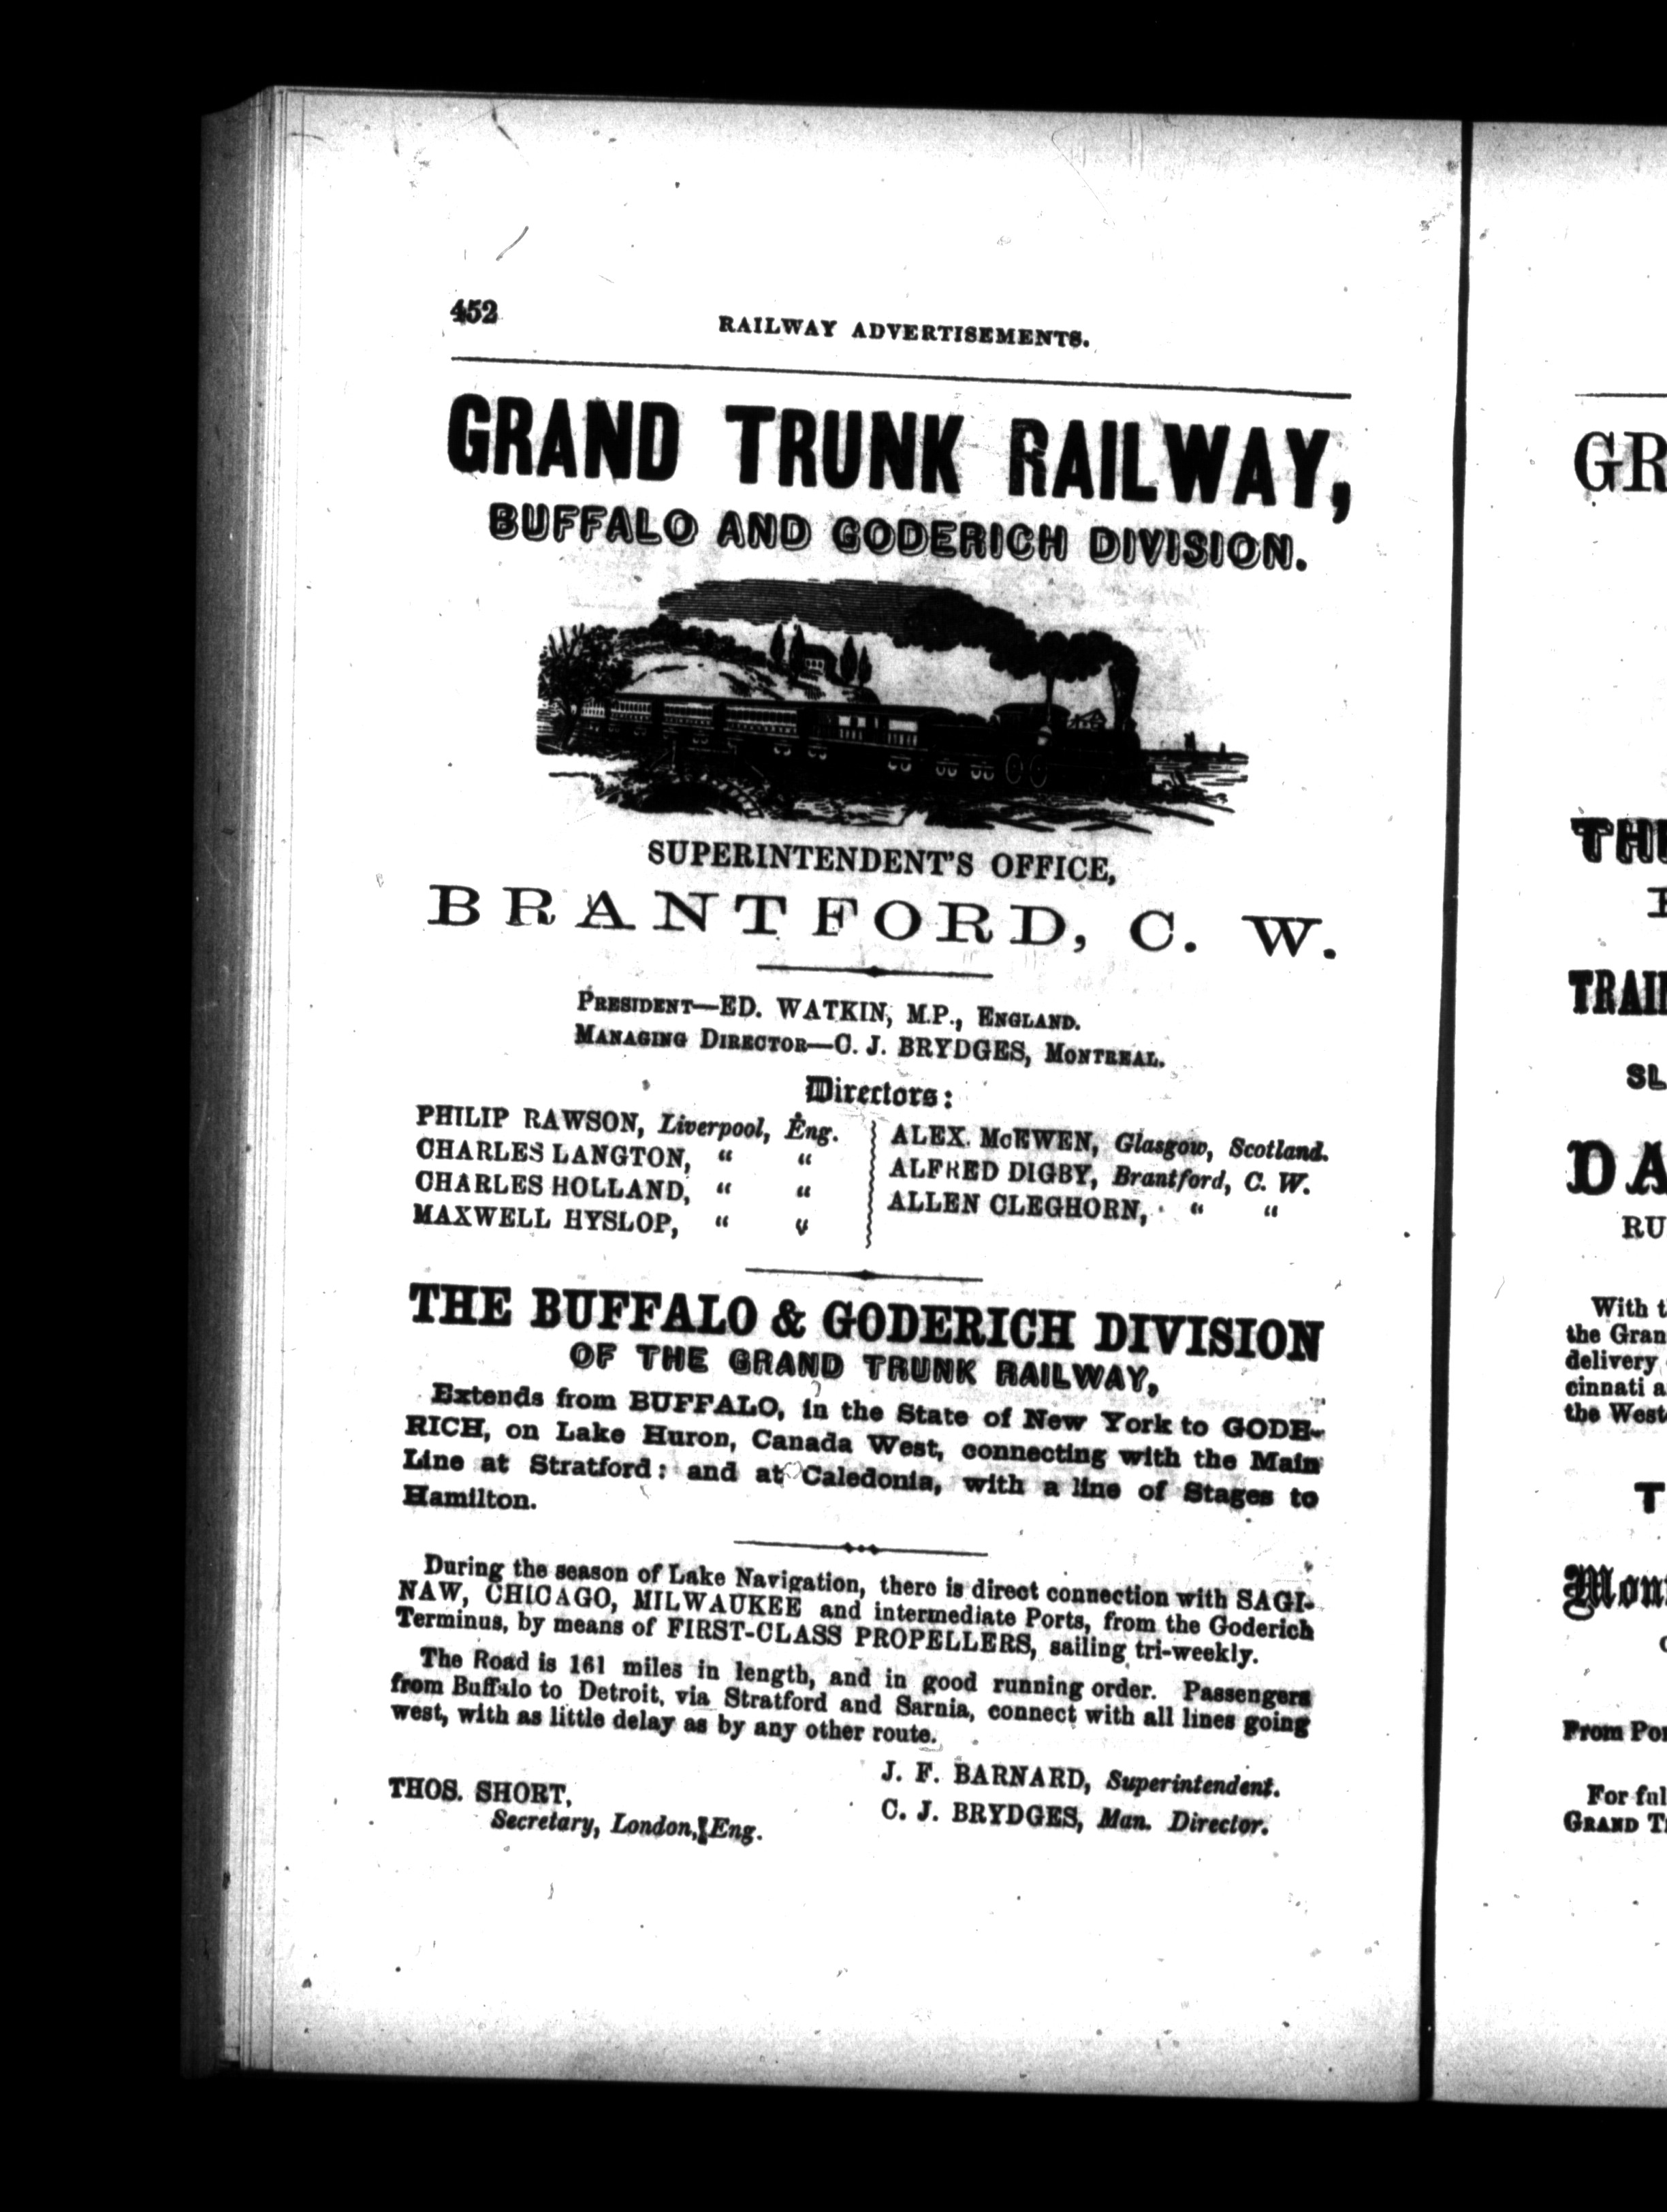 452
RAILWAY ADVERTISEMENTS.
GRAND TRUNK RAILWAY,
BUFFALO AND GODERICH DIVISION.
SUPERINTENDENT'S OFFICE,
BRANTFORD, C. W.
PRESIDENT—ED. WATKIN, M.P., ENGLAND.
MANAGING DIRECTOR—C. J. BRYDGES, MONTREAL.
Directors:
PHILIP RAWSON, Liverpool, Eng.
CHARLES LANGTON, " "
CHARLES HOLLAND, " "
MAXWELL HYSLOP, " "
ALEX. McEWEN, Glasgow, Scotland.
ALFRED DIGBY, Brantford, C. W.
ALLEN CLEGHORN, " "
THE BUFFALO & GODERICH DIVISION
OF THE GRAND TRUNK RAILWAY,
Extends from BUFFALO, in the State of New York to GODE-
RICH, on Lake Huron, Canada West, connecting with the Main
Line at Stratford: and at Caledonia, with a line of Stages to
Hamilton.
During the season of Lake Navigation, there is direct connection with SAGI-
NAW, CHICAGO, MILWAUKEE and intermediate Ports, from the Goderich
Terminus, by means of FIRST-CLASS PROPELLERS, sailing tri-weekly.
The Road is 161 miles in length, and in good running order. Passengers
from Buffalo to Detroit, via Stratford and Sarnia, connect with all lines going
west, with as little delay as by any other route.
J. F. BARNARD, Superintendent.
C. J. BRYDGES, Man. Director.
THOS. SHORT,
Secretary, London, Eng.
GR
TH
TRAI
SL
DA
RU
With t
the Gran
delivery
cinnati a
the West
T
Mon
From Por
For ful
GRAND T